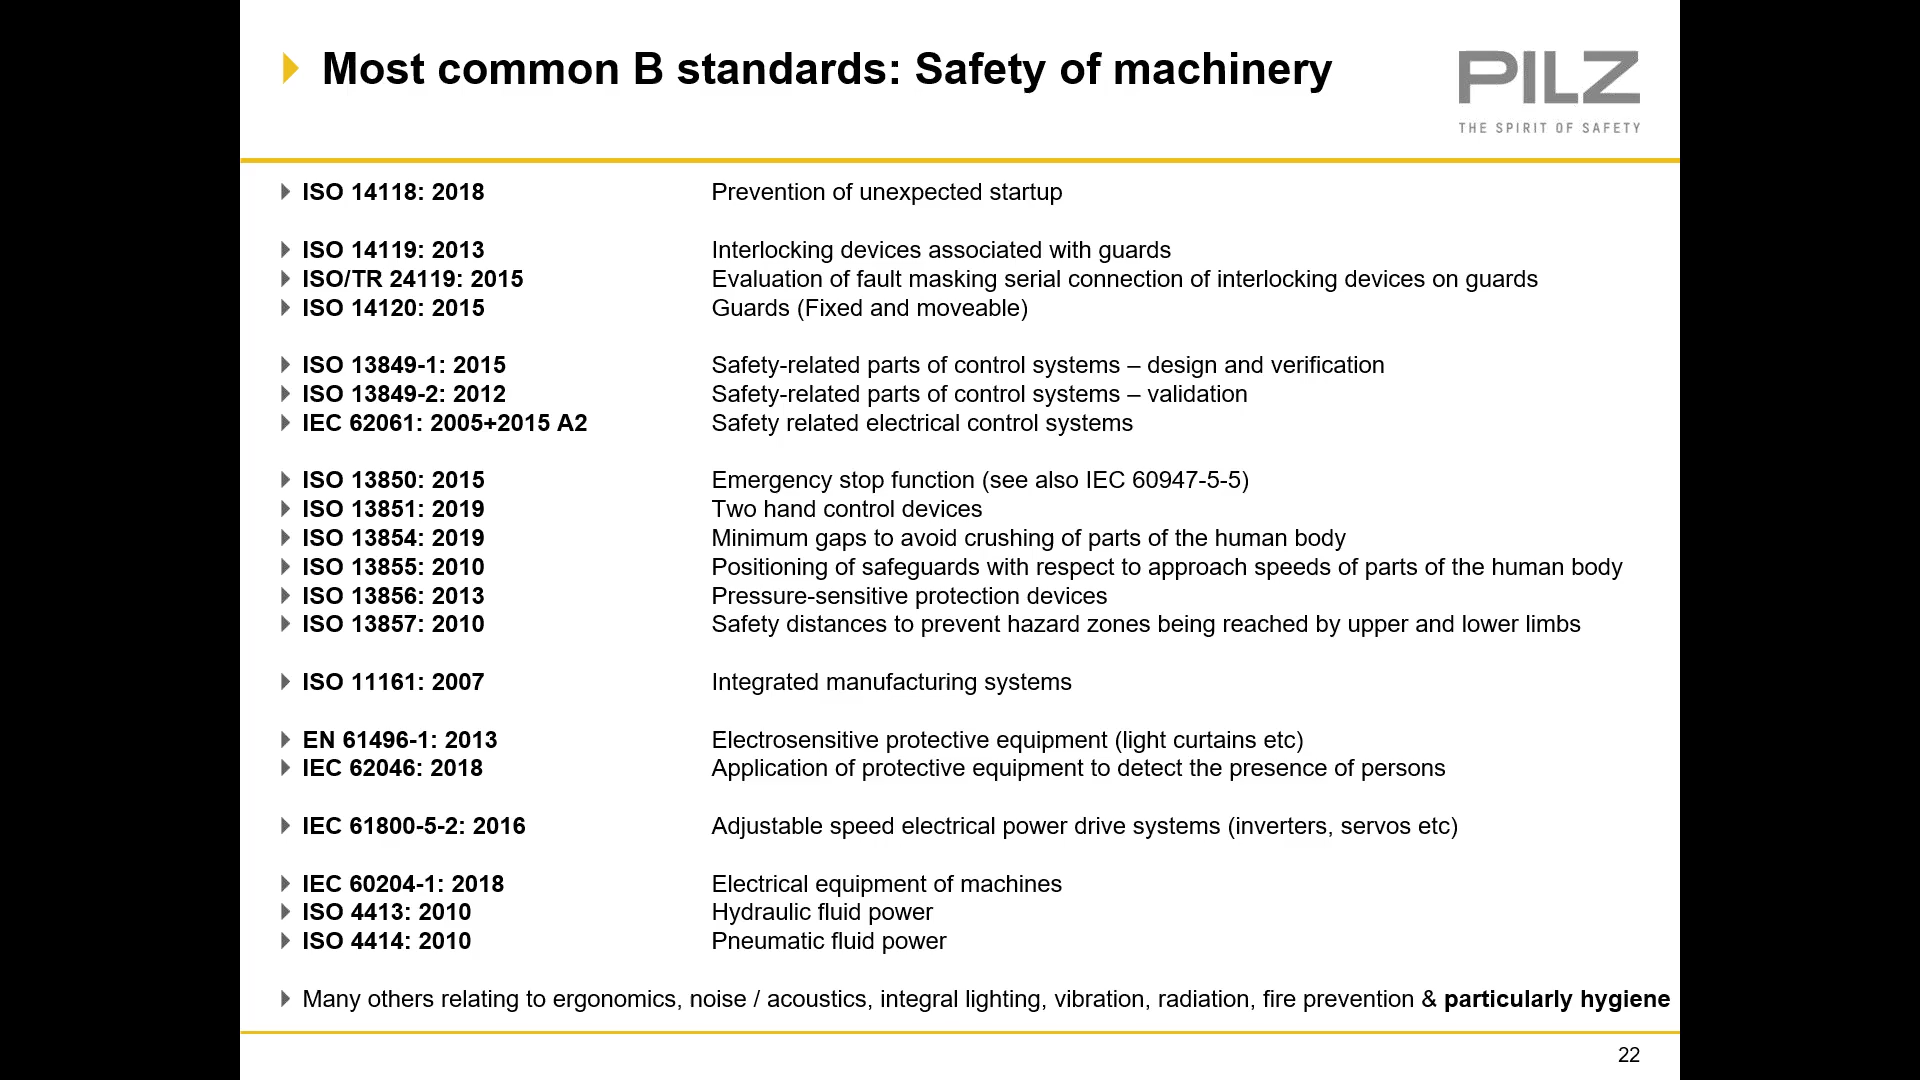 Most common B standards: Safety of machinery
PILZ
THE SPIRIT OF SAFETY
ISO 14118: 2018 Prevention of unexpected startup
ISO 14119: 2013 Interlocking devices associated with guards
ISO/TR 24119: 2015 Evaluation of fault masking serial connection of interlocking devices on guards
ISO 14120: 2015 Guards (Fixed and moveable)
ISO 13849-1: 2015 Safety-related parts of control systems – design and verification
ISO 13849-2: 2012 Safety-related parts of control systems – validation
IEC 62061: 2005+2015 A2 Safety related electrical control systems
ISO 13850: 2015 Emergency stop function (see also IEC 60947-5-5)
ISO 13851: 2019 Two hand control devices
ISO 13854: 2019 Minimum gaps to avoid crushing of parts of the human body
ISO 13855: 2010 Positioning of safeguards with respect to approach speeds of parts of the human body
ISO 13856: 2013 Pressure-sensitive protection devices
ISO 13857: 2010 Safety distances to prevent hazard zones being reached by upper and lower limbs
ISO 11161: 2007 Integrated manufacturing systems
EN 61496-1: 2013 Electrosensitive protective equipment (light curtains etc)
IEC 62046: 2018 Application of protective equipment to detect the presence of persons
IEC 61800-5-2: 2016 Adjustable speed electrical power drive systems (inverters, servos etc)
IEC 60204-1: 2018 Electrical equipment of machines
ISO 4413: 2010 Hydraulic fluid power
ISO 4414: 2010 Pneumatic fluid power
Many others relating to ergonomics, noise / acoustics, integral lighting, vibration, radiation, fire prevention & particularly hygiene
22